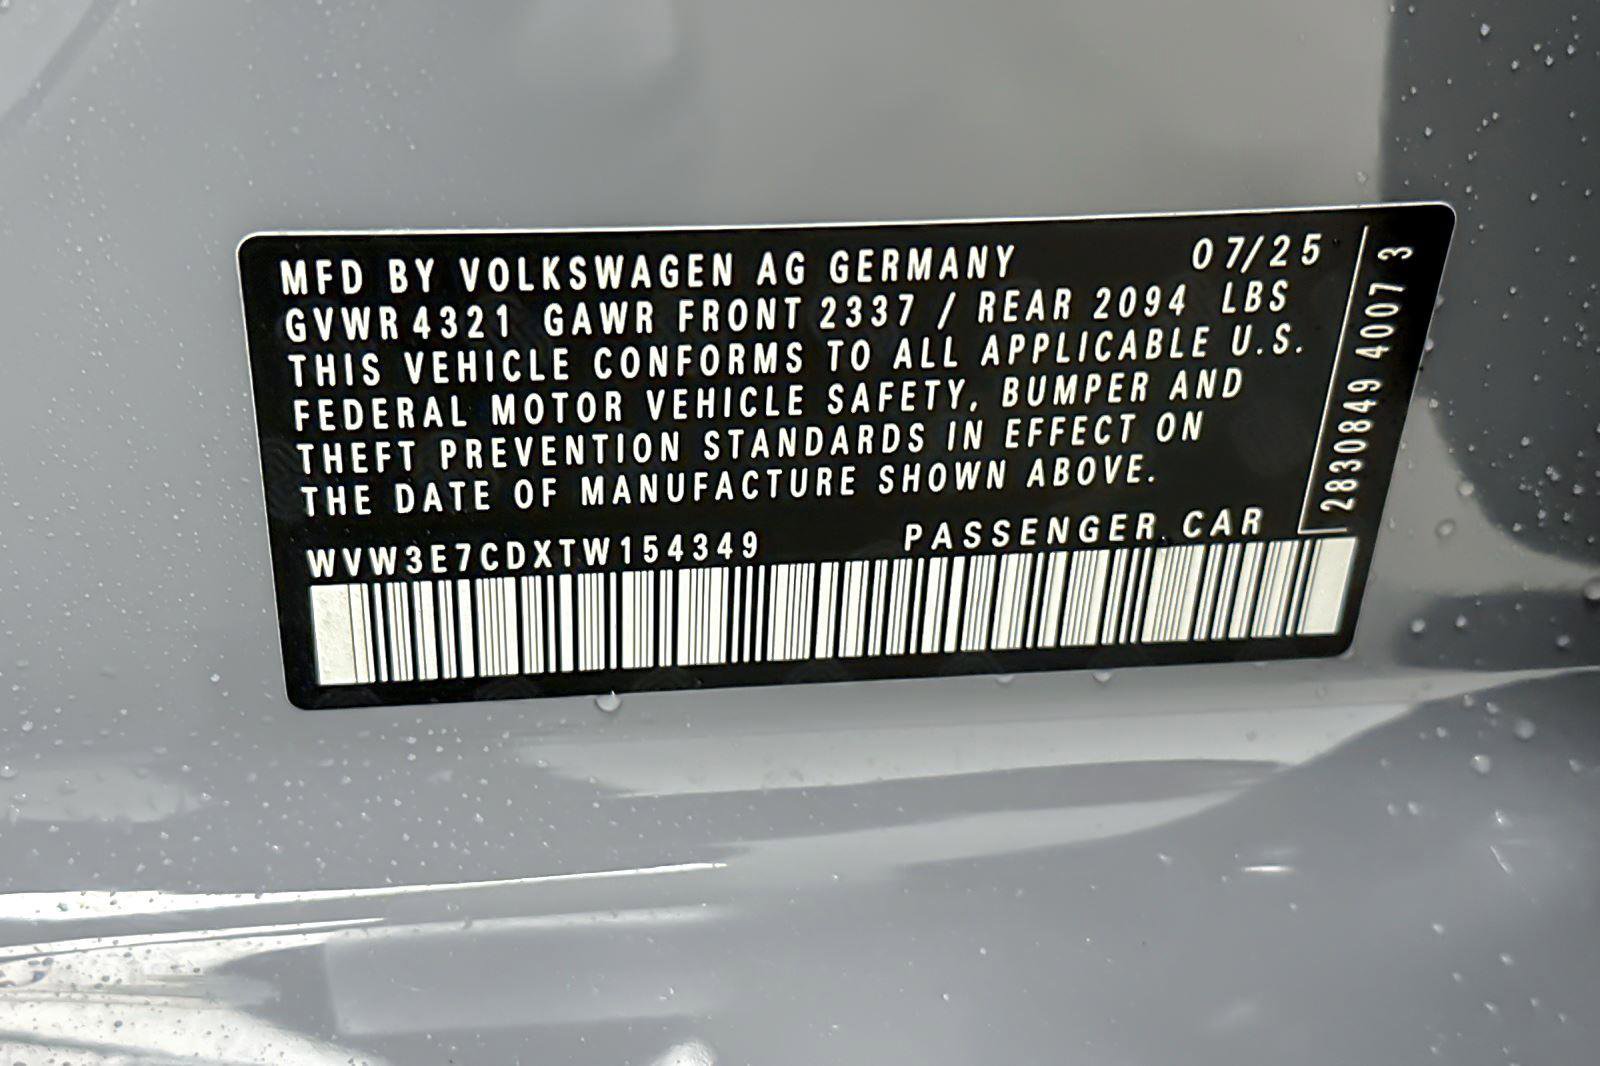 MFD BY VOLKSWAGEN AG GERMANY 07/25
GVWR 4321 GAWR FRONT 2337 / REAR 2094 LBS
THIS VEHICLE CONFORMS TO ALL APPLICABLE U.S.
FEDERAL MOTOR VEHICLE SAFETY, BUMPER AND
THEFT PREVENTION STANDARDS IN EFFECT ON
THE DATE OF MANUFACTURE SHOWN ABOVE.
WVW3E7CDXTW154349 PASSENGER CAR
2830849 4007 3